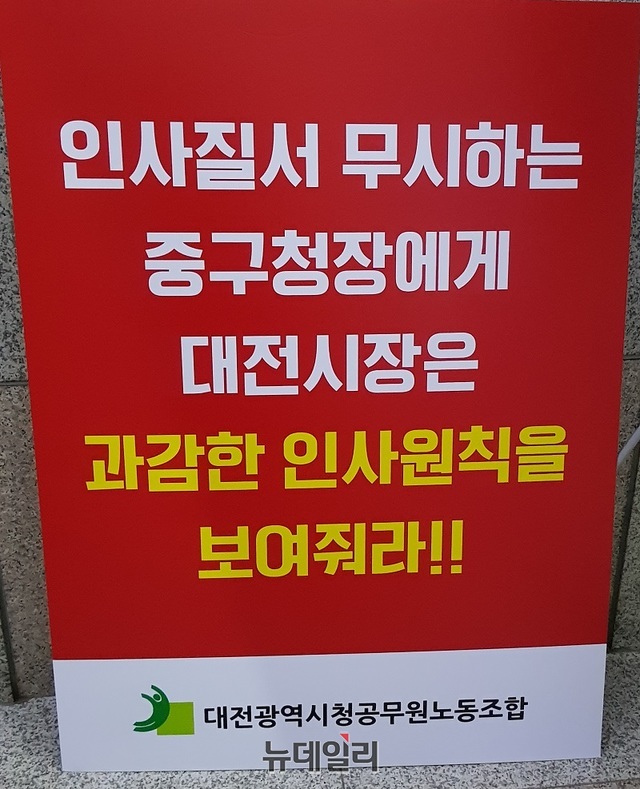 인사질서 무시하는
중구청장에게
대전시장은
과감한 인사원칙을
보여줘라!!
대전광역시청공무원노동조합
뉴데일리